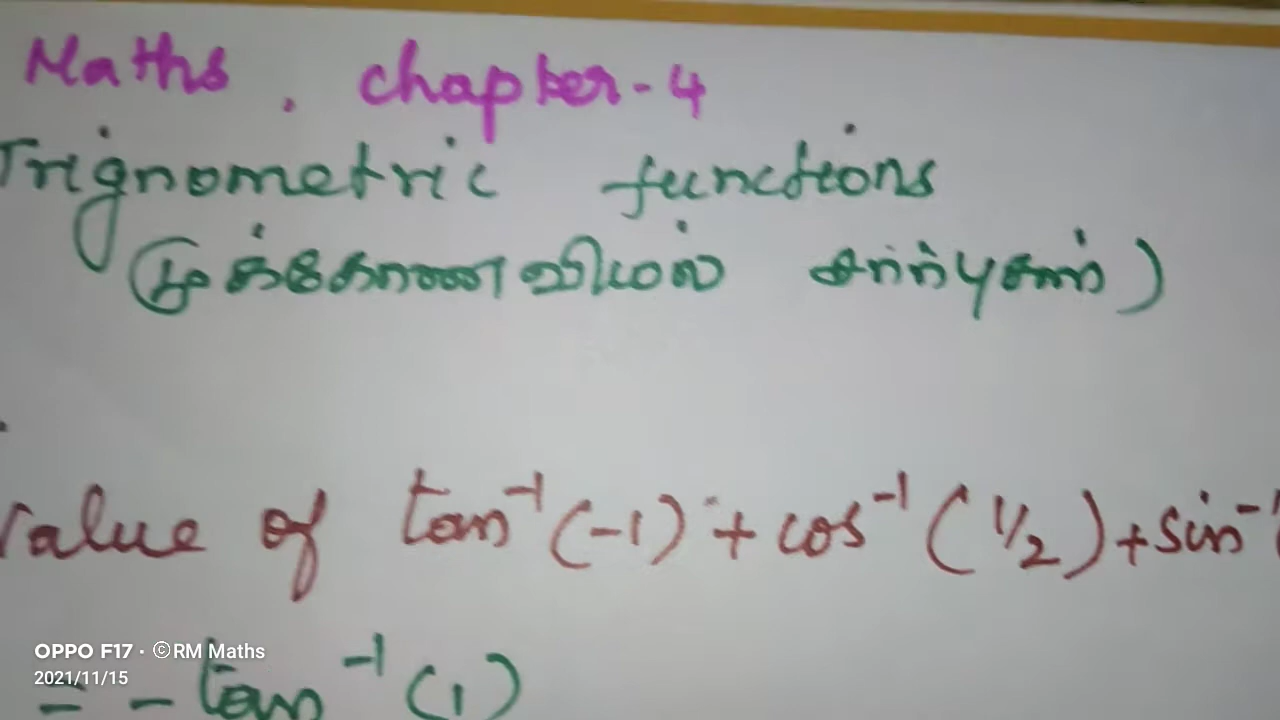 Maths. chapter-4
Trignometric functions
(முக்கோணவியல் சார்புகள்)
Value of tan⁻¹(-1) + cos⁻¹(1/2) + sin⁻¹(
= - tan⁻¹(1)
OPPO F17 · ©RM Maths
2021/11/15